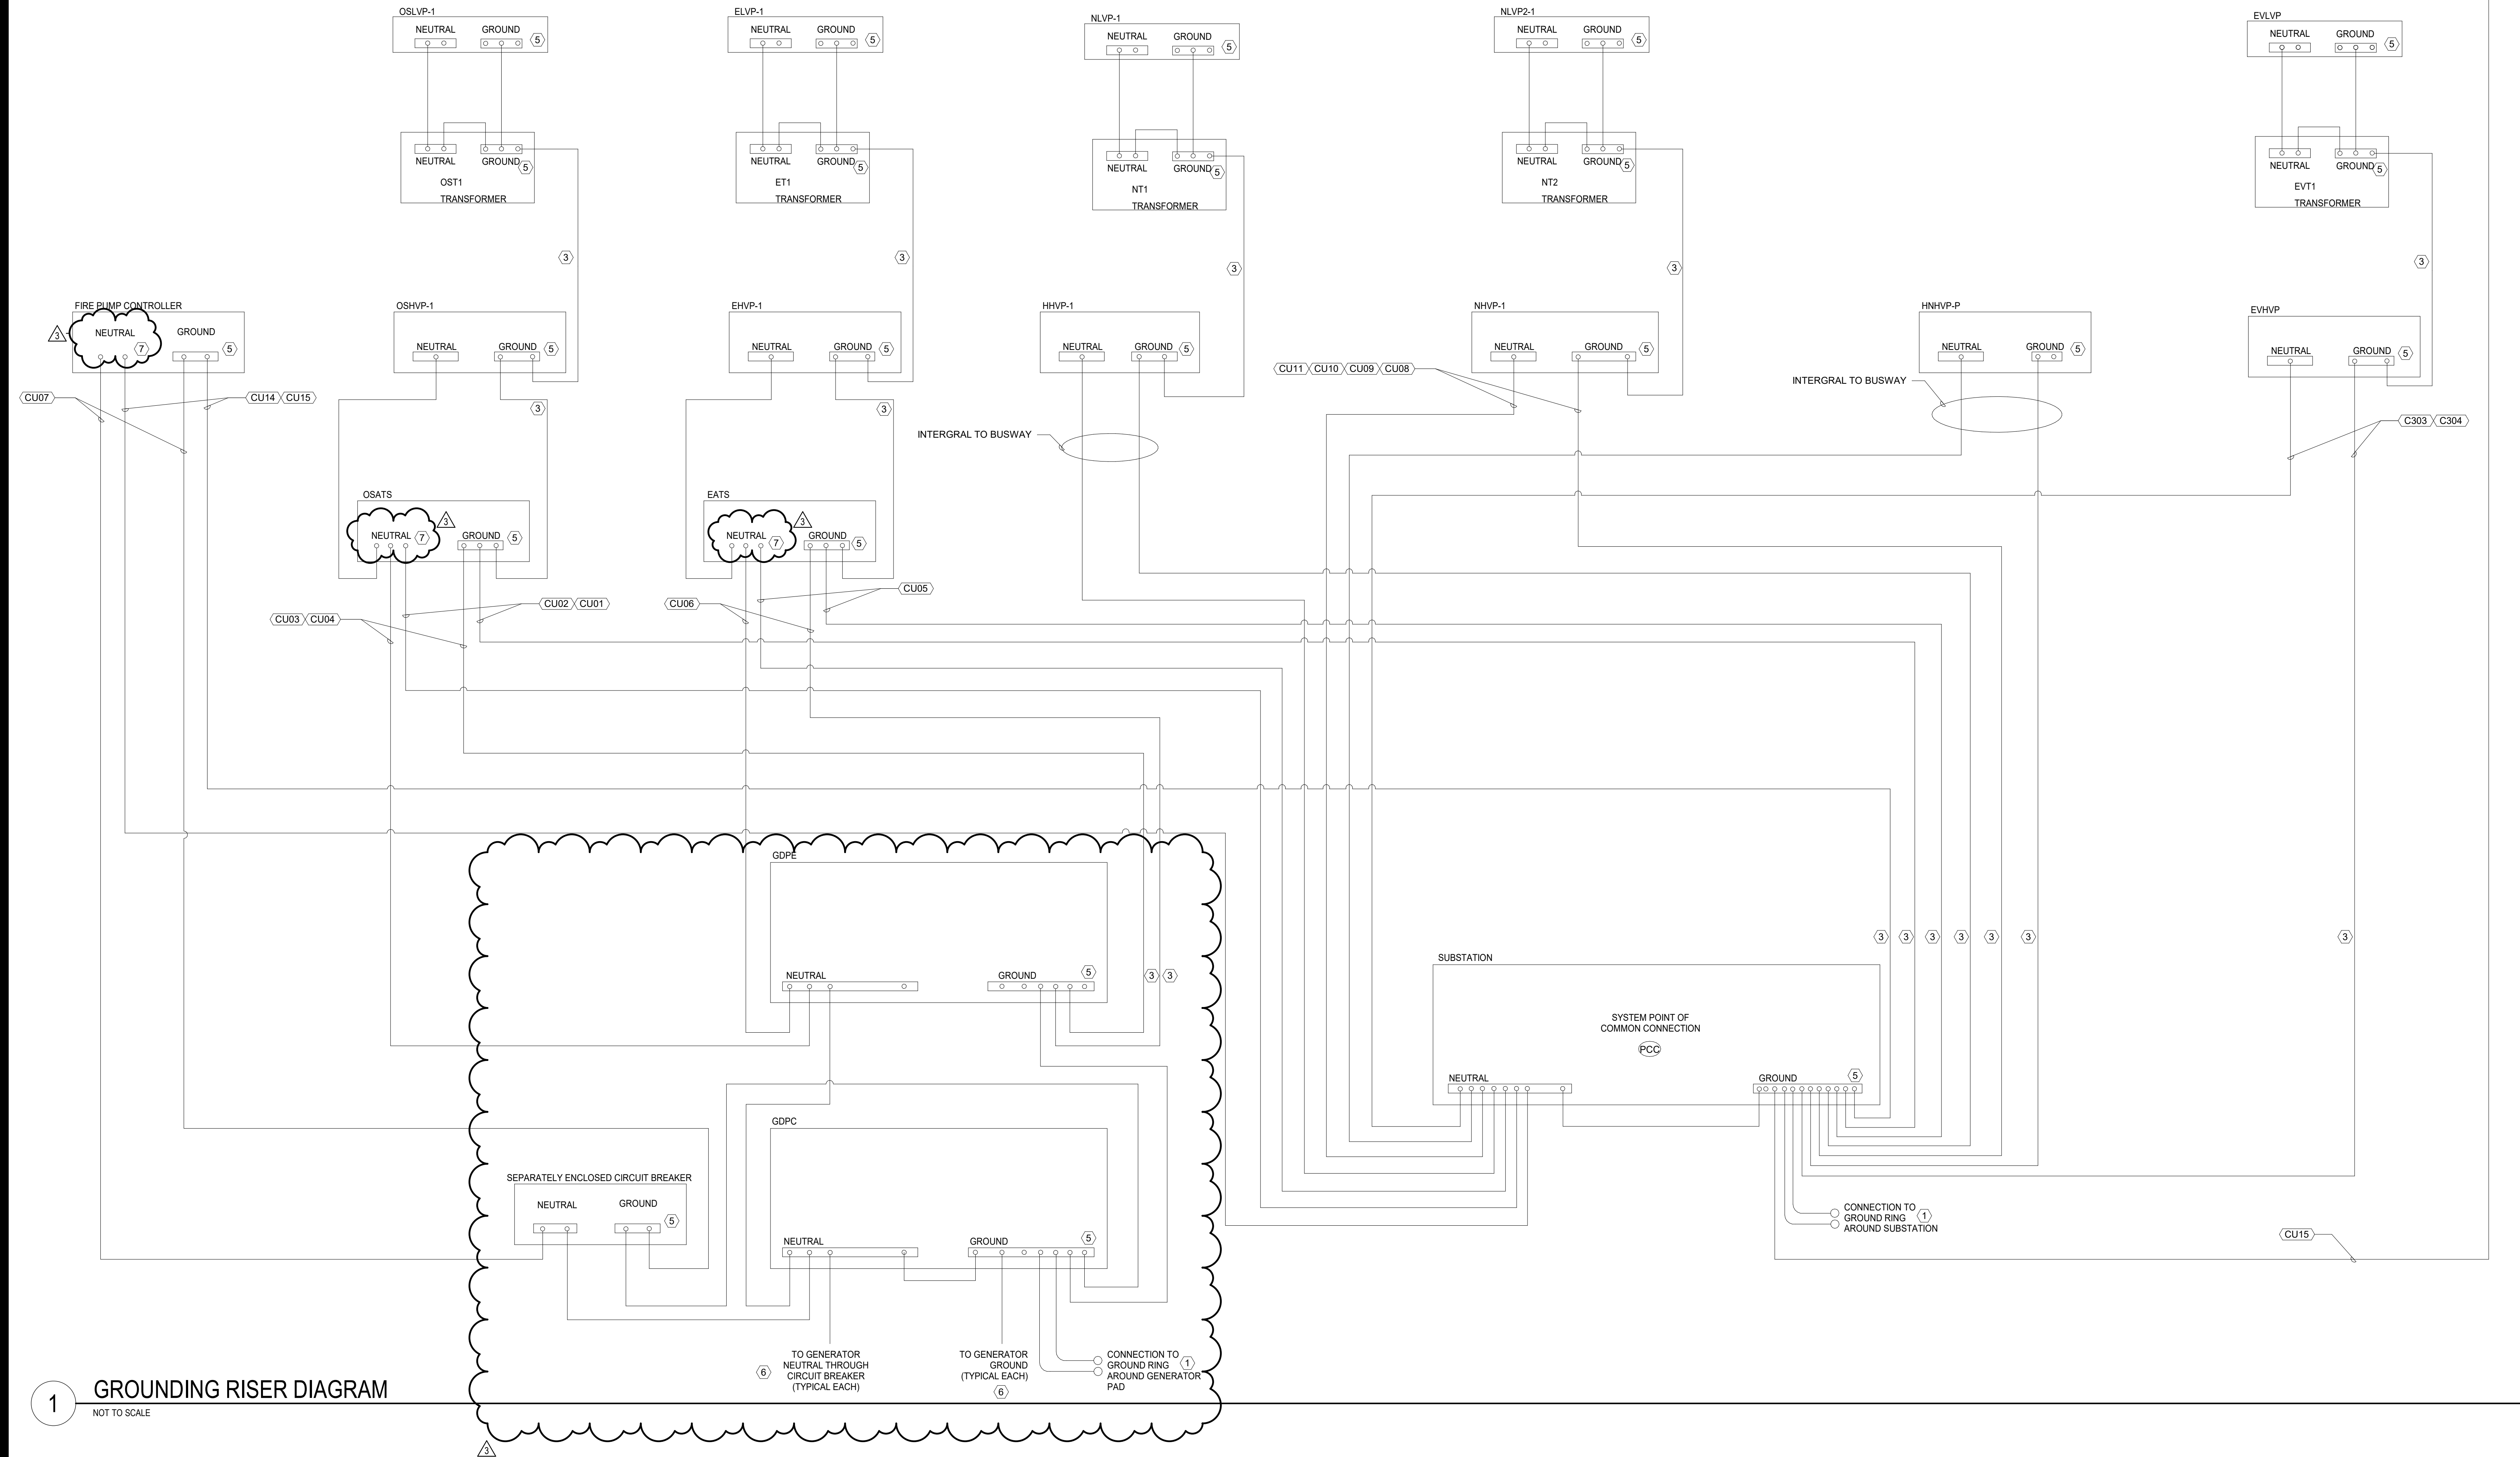 OSLVP-1
NEUTRAL GROUND 5
ELVP-1
NEUTRAL GROUND 5
NLVP-1
NEUTRAL GROUND 5
NLVP2-1
NEUTRAL GROUND 5
EVLVP
NEUTRAL GROUND 5
NEUTRAL GROUND 5
OST1
TRANSFORMER
NEUTRAL GROUND 5
ET1
TRANSFORMER
NEUTRAL GROUND 5
NT1
TRANSFORMER
NEUTRAL GROUND 5
NT2
TRANSFORMER
NEUTRAL GROUND 5
EVT1
TRANSFORMER
3
3
3
3
3
FIRE PUMP CONTROLLER
3 NEUTRAL GROUND
7 5
OSHVP-1
NEUTRAL GROUND 5
EHVP-1
NEUTRAL GROUND 5
HHVP-1
NEUTRAL GROUND 5
NHVP-1
NEUTRAL GROUND 5
HNHVP-P
NEUTRAL GROUND 5
EVHVP
NEUTRAL GROUND 5
CU11 CU10 CU09 CU08
INTERGRAL TO BUSWAY
CU07
CU14 CU15
3
3
INTERGRAL TO BUSWAY
C303 C304
OSATS
3
NEUTRAL 7 GROUND 5
EATS
3
NEUTRAL 7 GROUND 5
CU03 CU04
CU02 CU01
CU06
CU05
GDPE
NEUTRAL GROUND 5
3 3
3 3 3 3 3 3 3
SUBSTATION
SYSTEM POINT OF
COMMON CONNECTION
PCC
NEUTRAL GROUND 5
GDPC
NEUTRAL GROUND 5
SEPARATELY ENCLOSED CIRCUIT BREAKER
NEUTRAL GROUND
5
CONNECTION TO
GROUND RING 1
AROUND SUBSTATION
CU15
6
TO GENERATOR
NEUTRAL THROUGH
CIRCUIT BREAKER
(TYPICAL EACH)
TO GENERATOR
GROUND
(TYPICAL EACH)
6
CONNECTION TO
GROUND RING 1
AROUND GENERATOR
PAD
1 GROUNDING RISER DIAGRAM
NOT TO SCALE
3